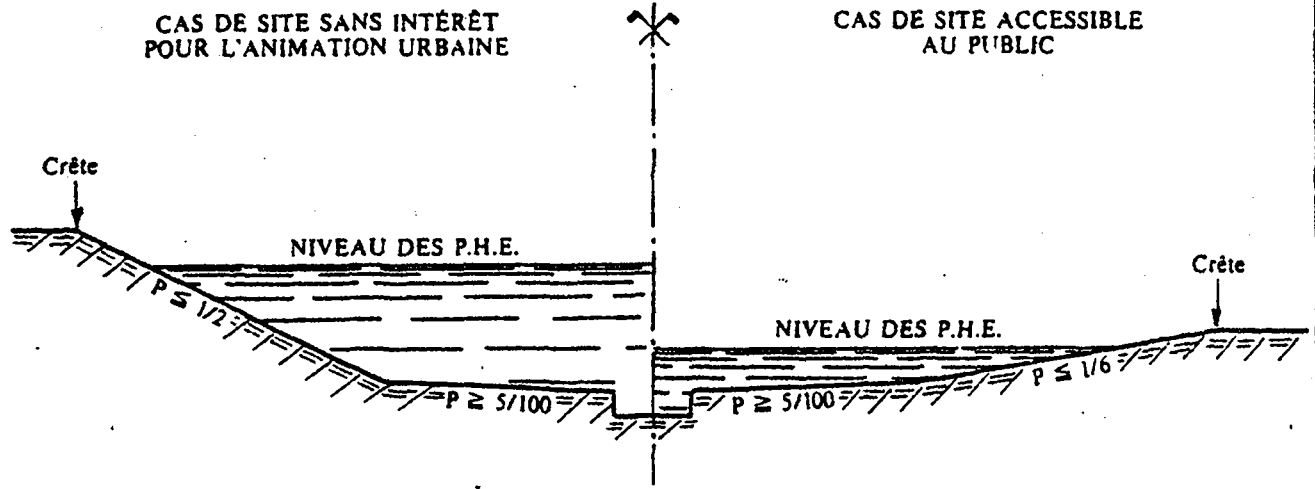 CAS DE SITE SANS INTÉRÊT
POUR L'ANIMATION URBAINE
CAS DE SITE ACCESSIBLE
AU PUBLIC
Crête
NIVEAU DES P.H.E.
P ≤ 1/2
P ≥ 5/100
Crête
NIVEAU DES P.H.E.
P ≤ 1/6
P ≥ 5/100